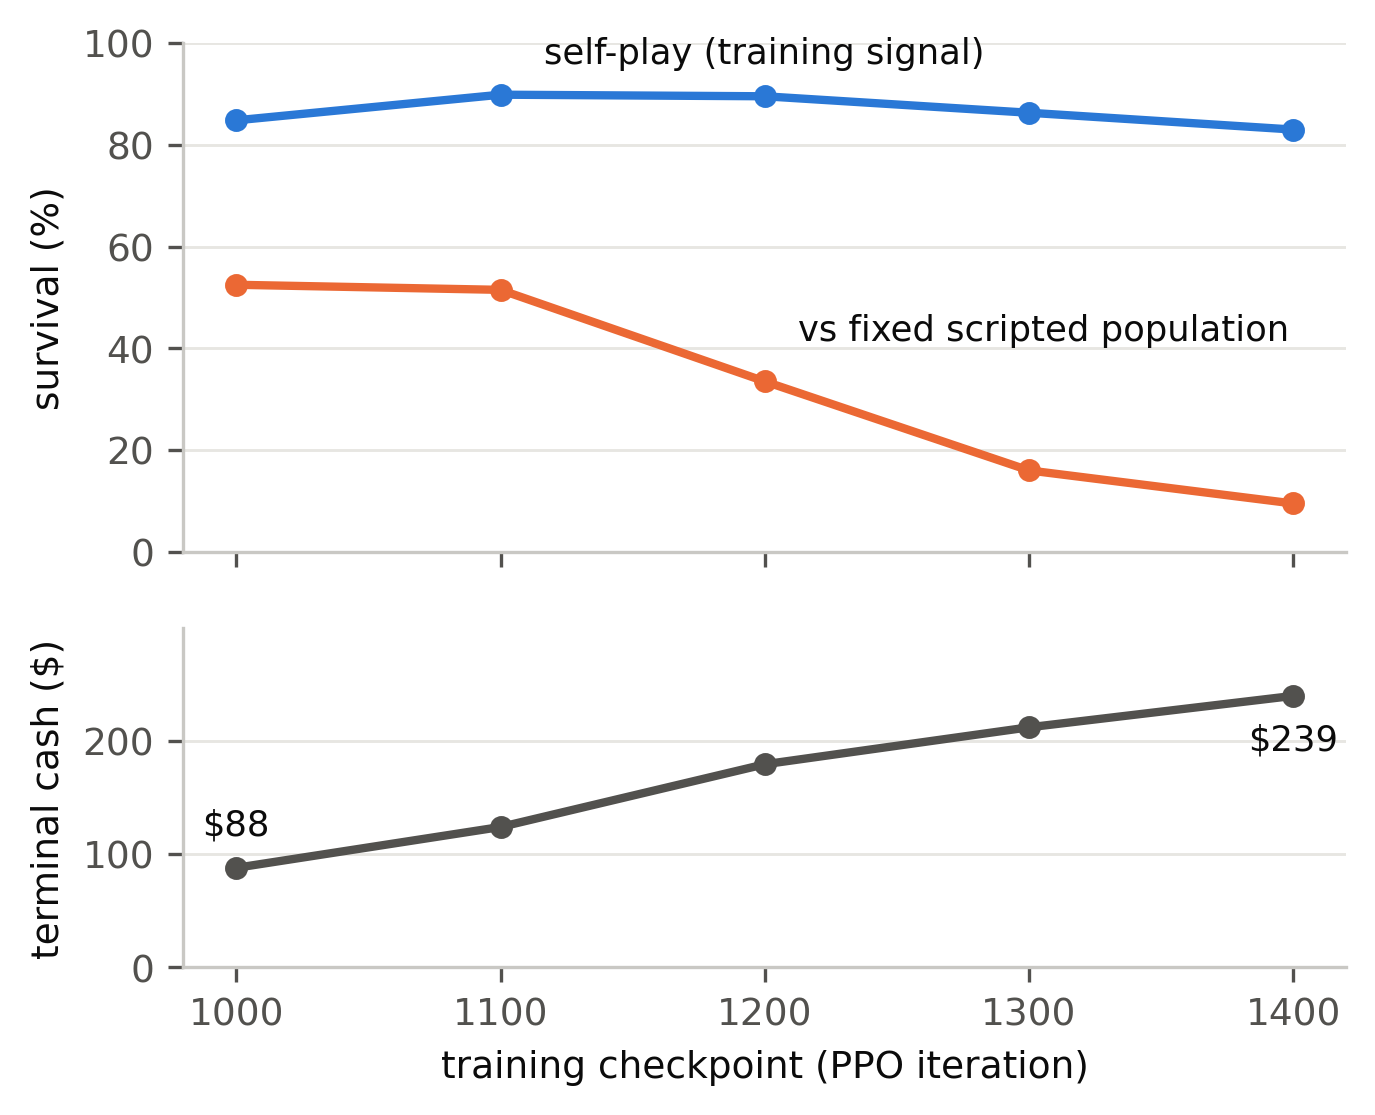 100
self-play (training signal)
80
60
vs fixed scripted population
40
20
0
survival (%)
200
$239
$88
100
0
terminal cash ($)
1000 1100 1200 1300 1400
training checkpoint (PPO iteration)